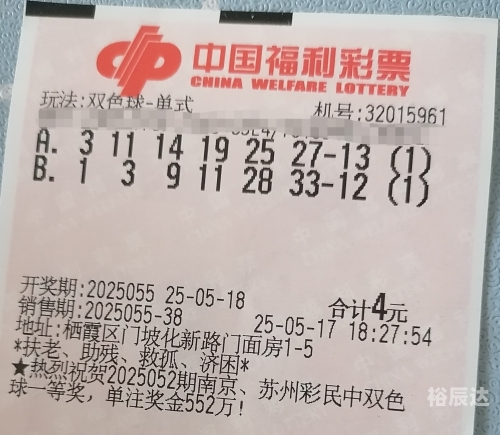 中国福利彩票
CHINA WELFARE LOTTERY
玩法:双色球-单式 机号:32015961
A. 3 11 14 19 25 27-13 (1)
B. 1 3 9 11 28 33-12 (1)
开奖期:2025055 25-05-18 合计4元
销售期:2025055-38 25-05-17 18:27:54
地址:栖霞区门坡化新路门面房1-5
*扶老、助残、救孤、济困*
★热烈祝贺2025052期南京、苏州彩民中双色
球一等奖,单注奖金552万!
裕辰达